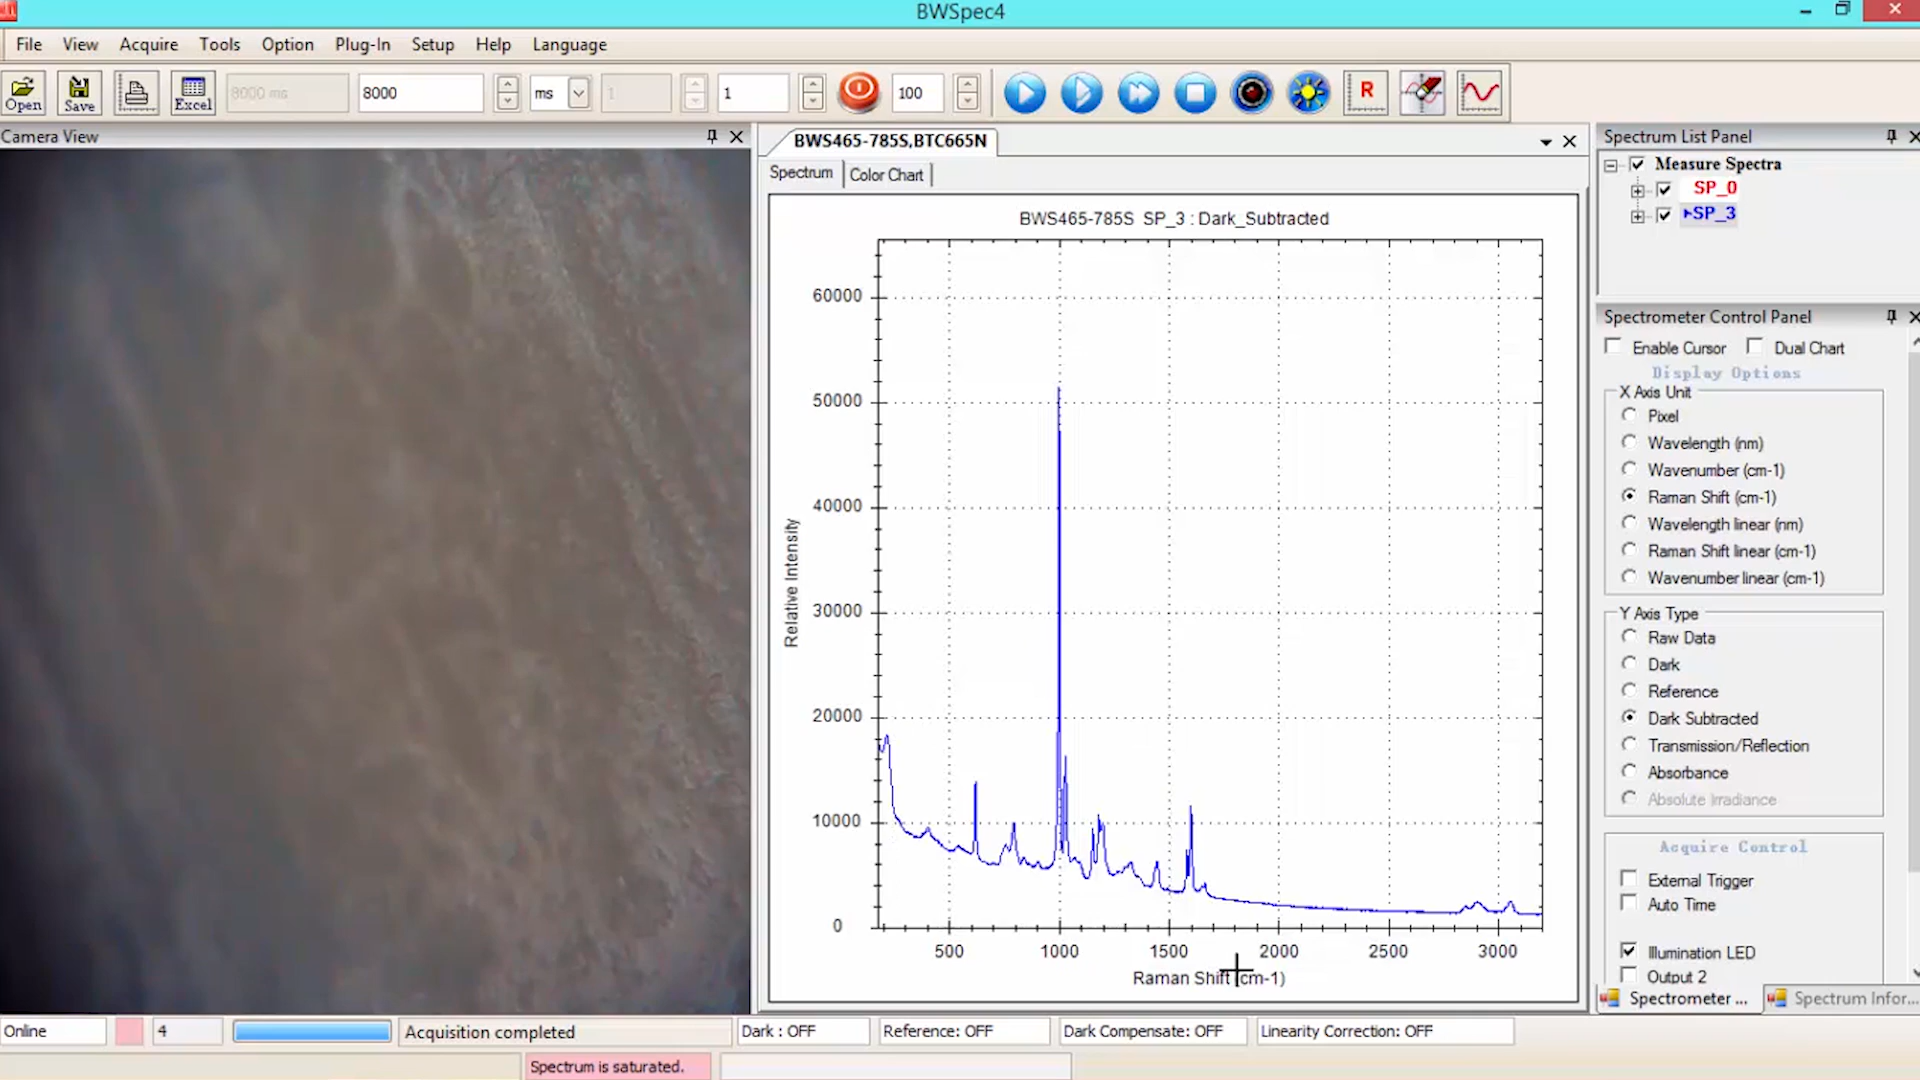 BWSpec4
File View Acquire Tools Option Plug-In Setup Help Language
Open Save Excel 8000 ms 8000 ms 1 1 100 R
Camera View
BWS465-785S,BTC665N
Spectrum Color Chart
BWS465-785S SP_3 : Dark_Subtracted
60000
50000
40000
30000
20000
10000
0
Relative Intensity
500 1000 1500 2000 2500 3000
Raman Shift (cm-1)
Spectrum List Panel
Measure Spectra
SP_0
SP_3
Spectrometer Control Panel
Enable Cursor Dual Chart
Display Options
X Axis Unit
Pixel
Wavelength (nm)
Wavenumber (cm-1)
Raman Shift (cm-1)
Wavelength linear (nm)
Raman Shift linear (cm-1)
Wavenumber linear (cm-1)
Y Axis Type
Raw Data
Dark
Reference
Dark Subtracted
Transmission/Reflection
Absorbance
Absolute Irradiance
Acquire Control
External Trigger
Auto Time
Illumination LED
Output 2
Spectrometer ... Spectrum Infor...
Online 4 Acquisition completed Dark : OFF Reference: OFF Dark Compensate: OFF Linearity Correction: OFF
Spectrum is saturated.